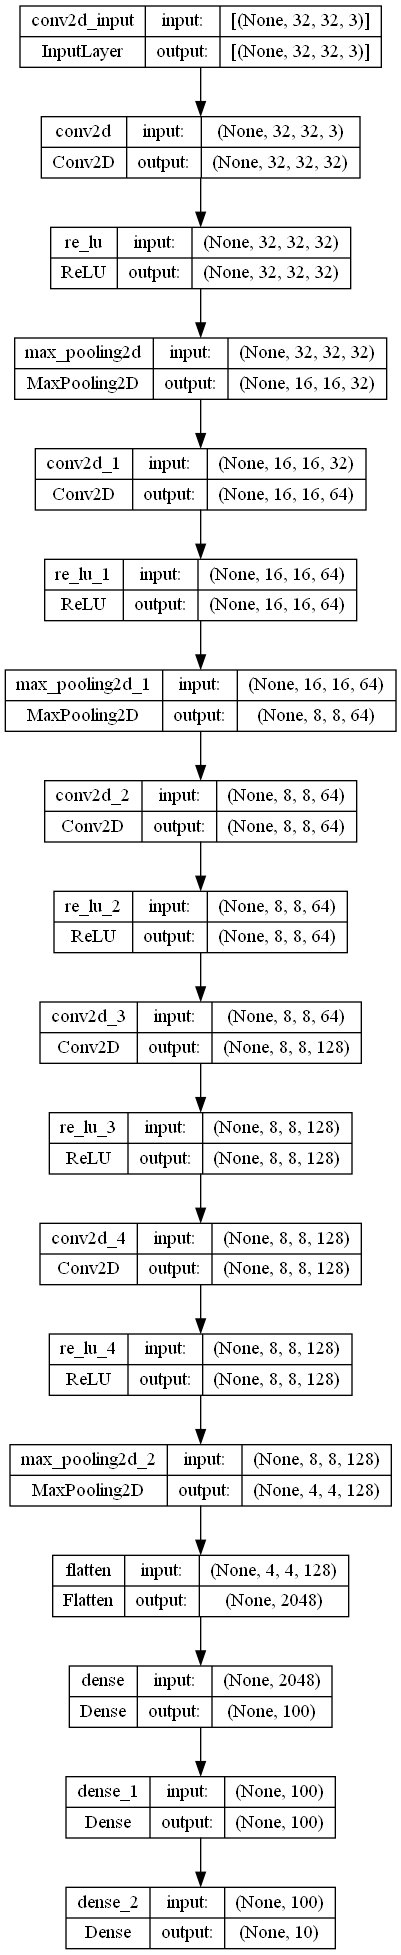 conv2d_input input: [(None, 32, 32, 3)]
InputLayer output: [(None, 32, 32, 3)]
conv2d input: (None, 32, 32, 3)
Conv2D output: (None, 32, 32, 32)
re_lu input: (None, 32, 32, 32)
ReLU output: (None, 32, 32, 32)
max_pooling2d input: (None, 32, 32, 32)
MaxPooling2D output: (None, 16, 16, 32)
conv2d_1 input: (None, 16, 16, 32)
Conv2D output: (None, 16, 16, 64)
re_lu_1 input: (None, 16, 16, 64)
ReLU output: (None, 16, 16, 64)
max_pooling2d_1 input: (None, 16, 16, 64)
MaxPooling2D output: (None, 8, 8, 64)
conv2d_2 input: (None, 8, 8, 64)
Conv2D output: (None, 8, 8, 64)
re_lu_2 input: (None, 8, 8, 64)
ReLU output: (None, 8, 8, 64)
conv2d_3 input: (None, 8, 8, 64)
Conv2D output: (None, 8, 8, 128)
re_lu_3 input: (None, 8, 8, 128)
ReLU output: (None, 8, 8, 128)
conv2d_4 input: (None, 8, 8, 128)
Conv2D output: (None, 8, 8, 128)
re_lu_4 input: (None, 8, 8, 128)
ReLU output: (None, 8, 8, 128)
max_pooling2d_2 input: (None, 8, 8, 128)
MaxPooling2D output: (None, 4, 4, 128)
flatten input: (None, 4, 4, 128)
Flatten output: (None, 2048)
dense input: (None, 2048)
Dense output: (None, 100)
dense_1 input: (None, 100)
Dense output: (None, 100)
dense_2 input: (None, 100)
Dense output: (None, 10)